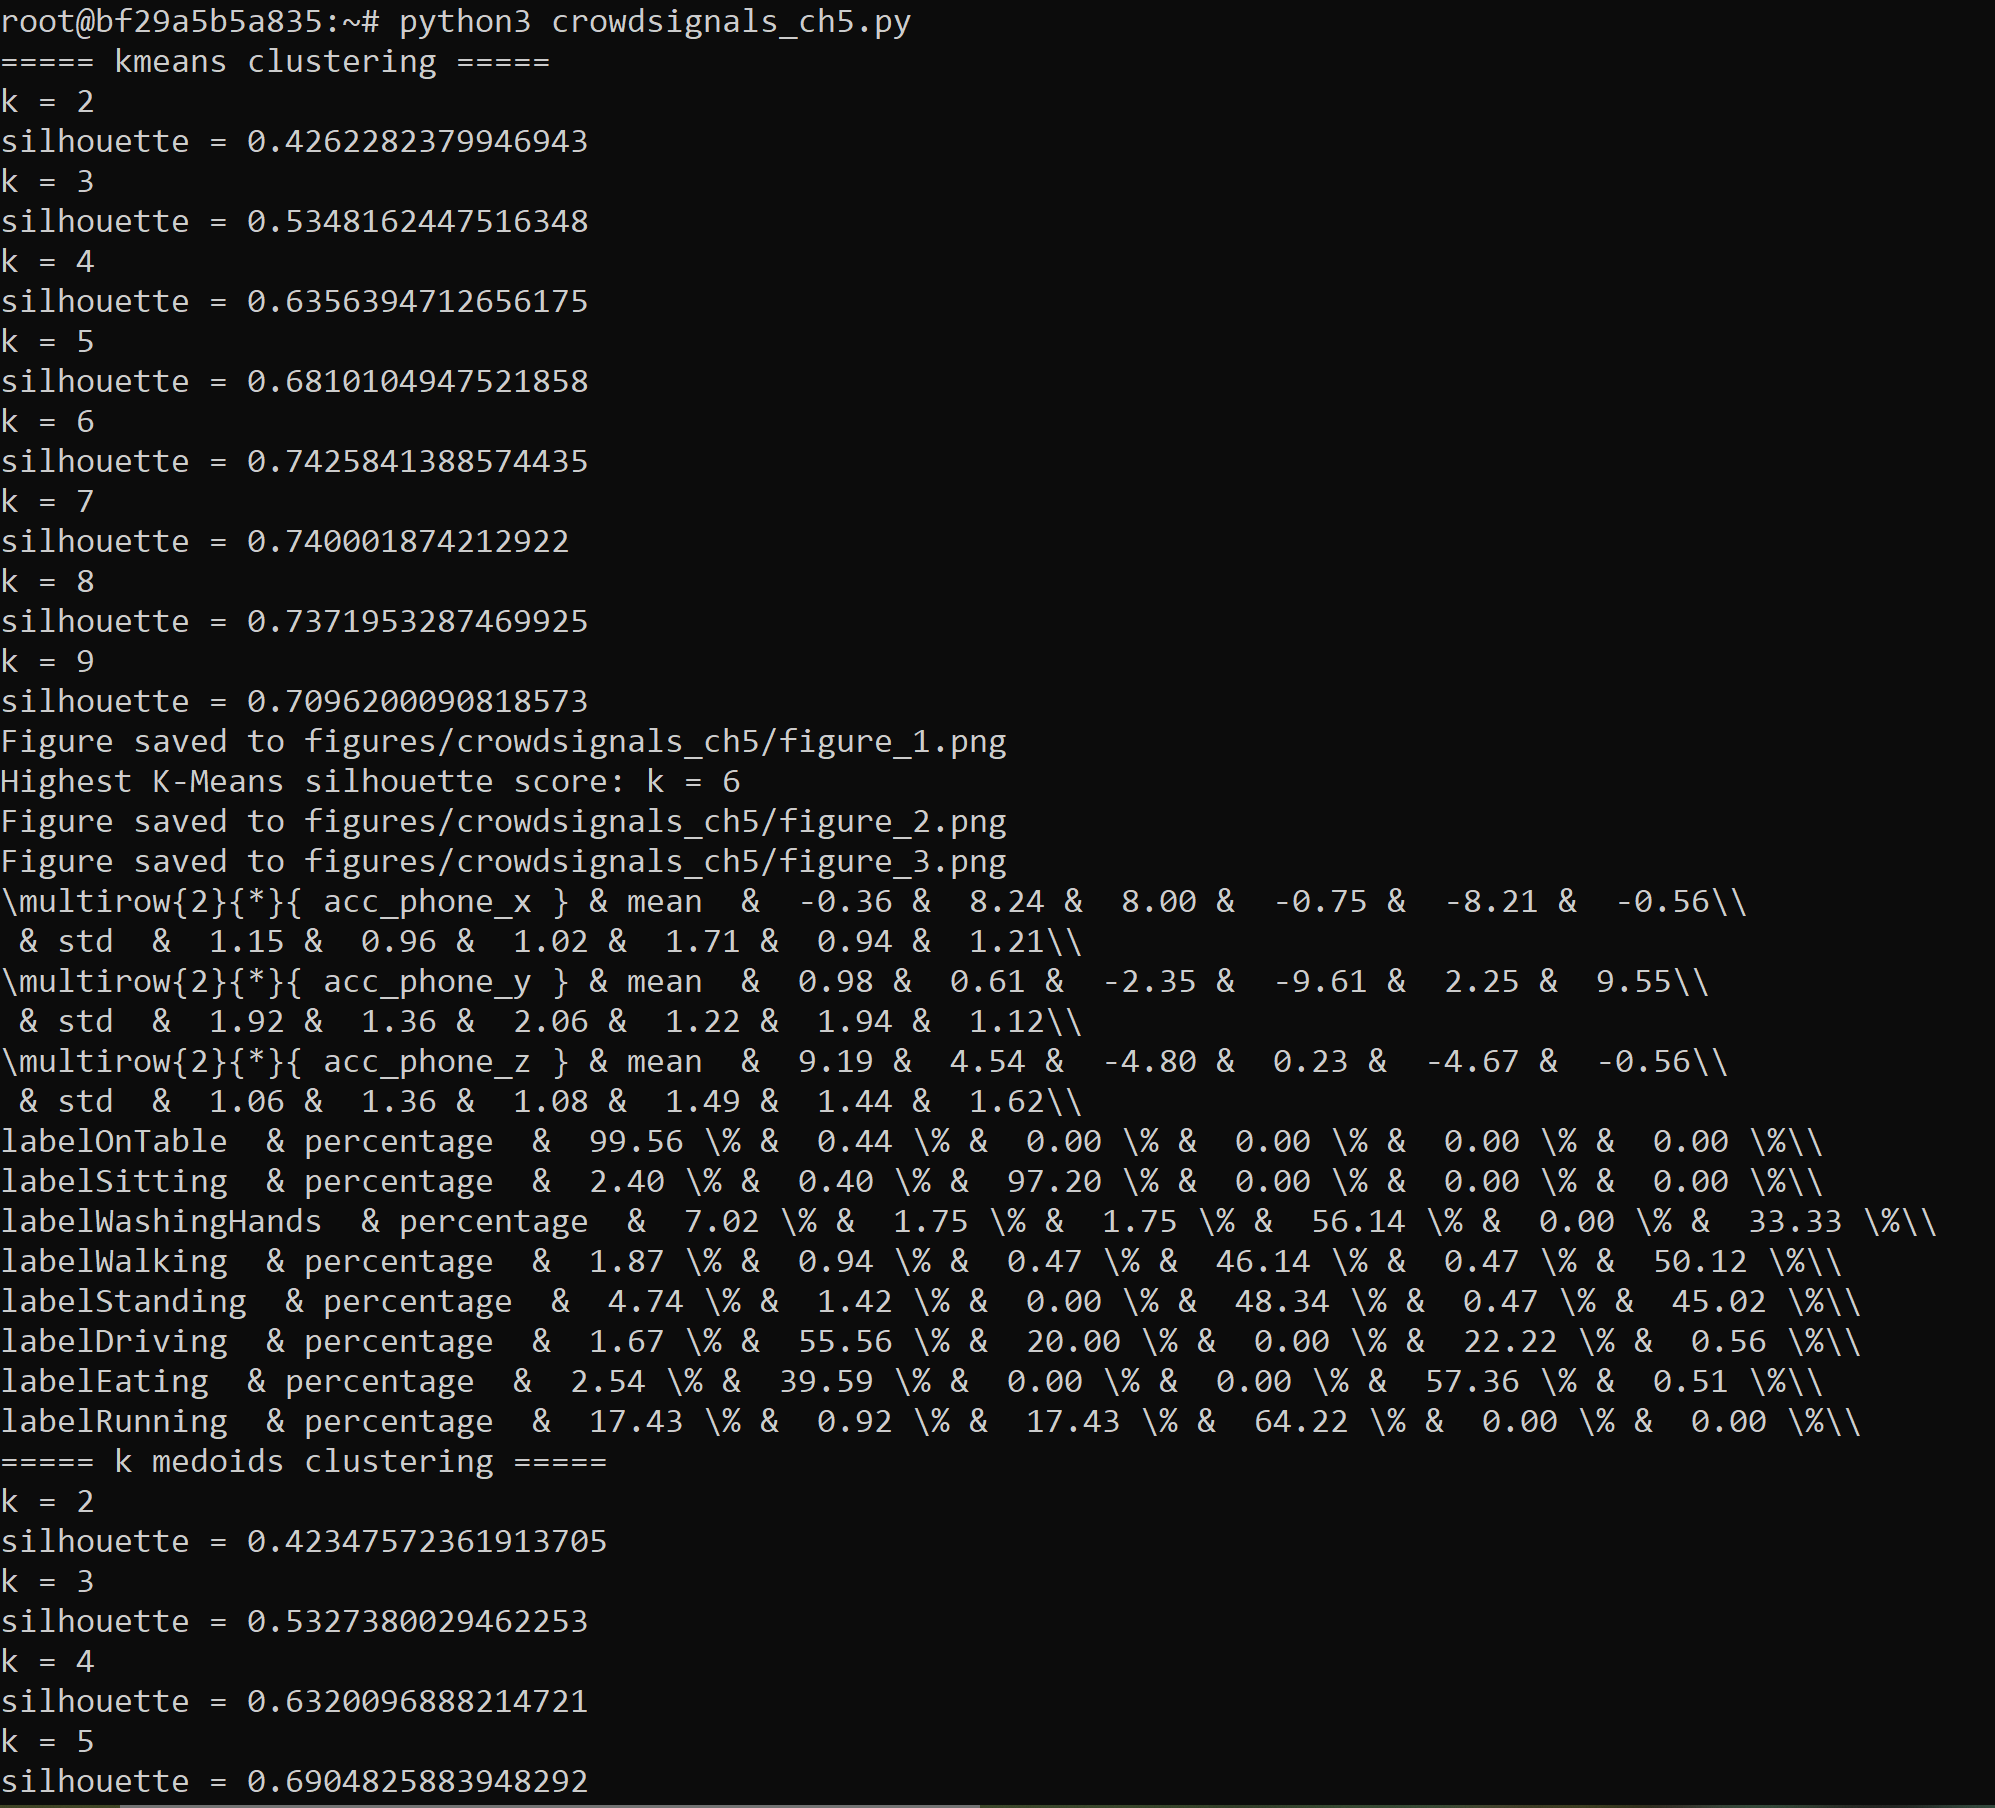 root@bf29a5b5a835:~# python3 crowdsignals_ch5.py
===== kmeans clustering =====
k = 2
silhouette = 0.4262282379946943
k = 3
silhouette = 0.5348162447516348
k = 4
silhouette = 0.6356394712656175
k = 5
silhouette = 0.6810104947521858
k = 6
silhouette = 0.7425841388574435
k = 7
silhouette = 0.740001874212922
k = 8
silhouette = 0.7371953287469925
k = 9
silhouette = 0.7096200090818573
Figure saved to figures/crowdsignals_ch5/figure_1.png
Highest K-Means silhouette score: k = 6
Figure saved to figures/crowdsignals_ch5/figure_2.png
Figure saved to figures/crowdsignals_ch5/figure_3.png
\multirow{2}{*}{ acc_phone_x } & mean  &  -0.36 &  8.24 &  8.00 &  -0.75 &  -8.21 &  -0.56\\
 & std  &  1.15 &  0.96 &  1.02 &  1.71 &  0.94 &  1.21\\
\multirow{2}{*}{ acc_phone_y } & mean  &  0.98 &  0.61 &  -2.35 &  -9.61 &  2.25 &  9.55\\
 & std  &  1.92 &  1.36 &  2.06 &  1.22 &  1.94 &  1.12\\
\multirow{2}{*}{ acc_phone_z } & mean  &  9.19 &  4.54 &  -4.80 &  0.23 &  -4.67 &  -0.56\\
 & std  &  1.06 &  1.36 &  1.08 &  1.49 &  1.44 &  1.62\\
labelOnTable  & percentage  &  99.56 \% &  0.44 \% &  0.00 \% &  0.00 \% &  0.00 \% &  0.00 \%\\
labelSitting  & percentage  &  2.40 \% &  0.40 \% &  97.20 \% &  0.00 \% &  0.00 \% &  0.00 \%\\
labelWashingHands  & percentage  &  7.02 \% &  1.75 \% &  1.75 \% &  56.14 \% &  0.00 \% &  33.33 \%\\
labelWalking  & percentage  &  1.87 \% &  0.94 \% &  0.47 \% &  46.14 \% &  0.47 \% &  50.12 \%\\
labelStanding  & percentage  &  4.74 \% &  1.42 \% &  0.00 \% &  48.34 \% &  0.47 \% &  45.02 \%\\
labelDriving  & percentage  &  1.67 \% &  55.56 \% &  20.00 \% &  0.00 \% &  22.22 \% &  0.56 \%\\
labelEating  & percentage  &  2.54 \% &  39.59 \% &  0.00 \% &  0.00 \% &  57.36 \% &  0.51 \%\\
labelRunning  & percentage  &  17.43 \% &  0.92 \% &  17.43 \% &  64.22 \% &  0.00 \% &  0.00 \%\\
===== k medoids clustering =====
k = 2
silhouette = 0.42347572361913705
k = 3
silhouette = 0.5327380029462253
k = 4
silhouette = 0.6320096888214721
k = 5
silhouette = 0.6904825883948292